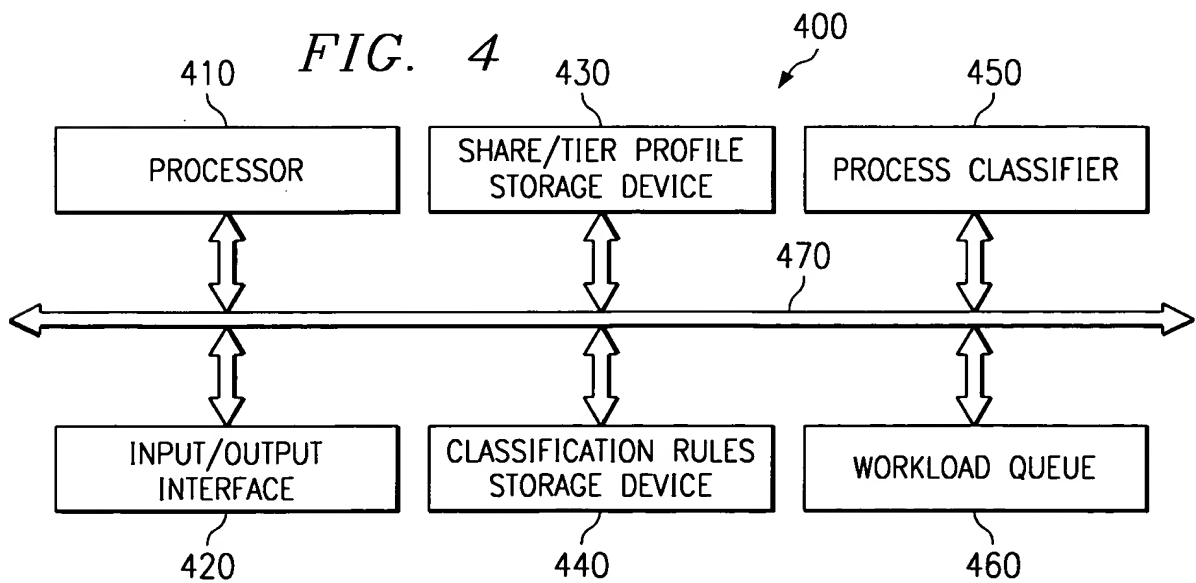 FIG. 4
400
410
430
450
PROCESSOR
SHARE/TIER PROFILE
STORAGE DEVICE
PROCESS CLASSIFIER
470
INPUT/OUTPUT
INTERFACE
CLASSIFICATION RULES
STORAGE DEVICE
WORKLOAD QUEUE
420
440
460